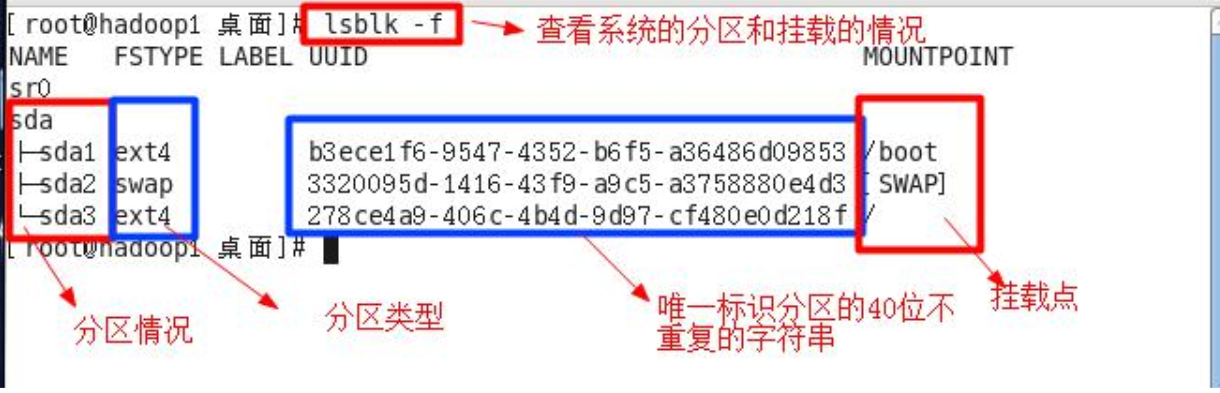 [root@hadoop1 桌面]# lsblk -f 查看系统的分区和挂载的情况
NAME FSTYPE LABEL UUID MOUNTPOINT
sr0
sda
├─sda1 ext4 b3ece1f6-9547-4352-b6f5-a36486d09853 /boot
├─sda2 swap 3320095d-1416-43f9-a9c5-a3758880e4d3 [SWAP]
└─sda3 ext4 278ce4a9-406c-4b4d-9d97-cf480e0d218f /
[root@hadoop1 桌面]#
分区情况
分区类型
唯一标识分区的40位不
重复的字符串
挂载点